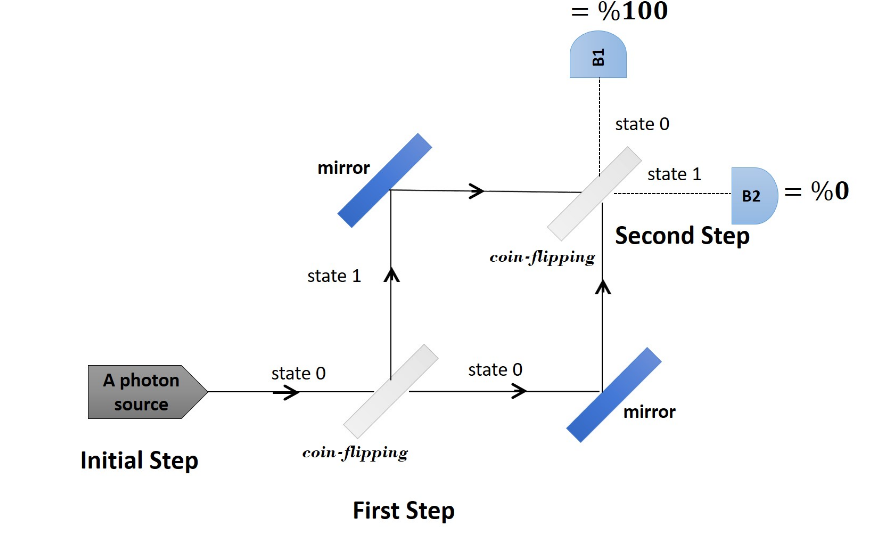 = %100
B1
state 0
mirror
state 1
B2
= %0
Second Step
coin-flipping
state 1
state 0
state 0
A photon
source
mirror
coin-flipping
Initial Step
First Step